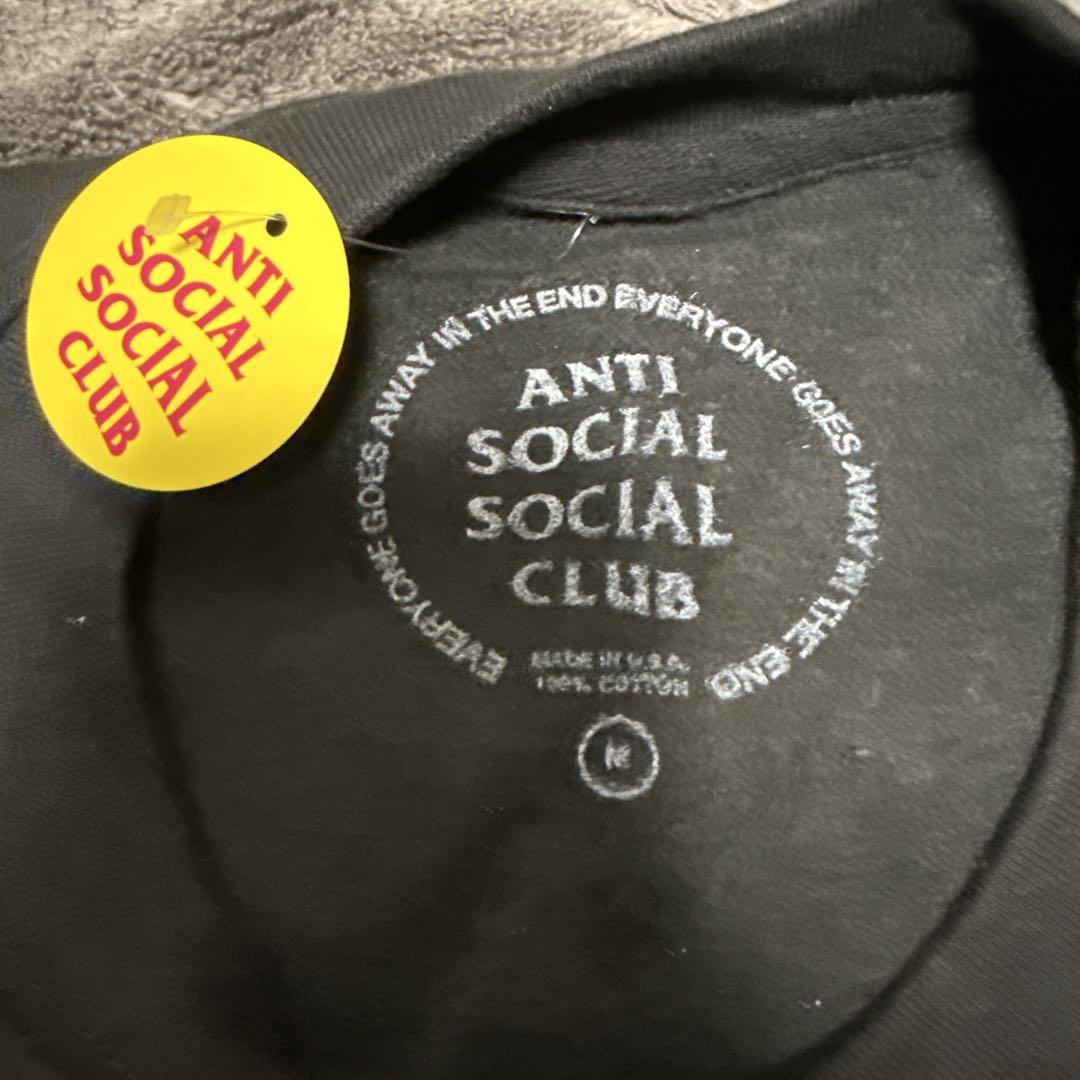 ANTI
SOCIAL
SOCIAL
CLUB
EVERYONE GOES AWAY IN THE END EVERYONE GOES AWAY IN THE END
ANTI
SOCIAL
SOCIAL
CLUB
MADE IN U.S.A.
100% COTTON